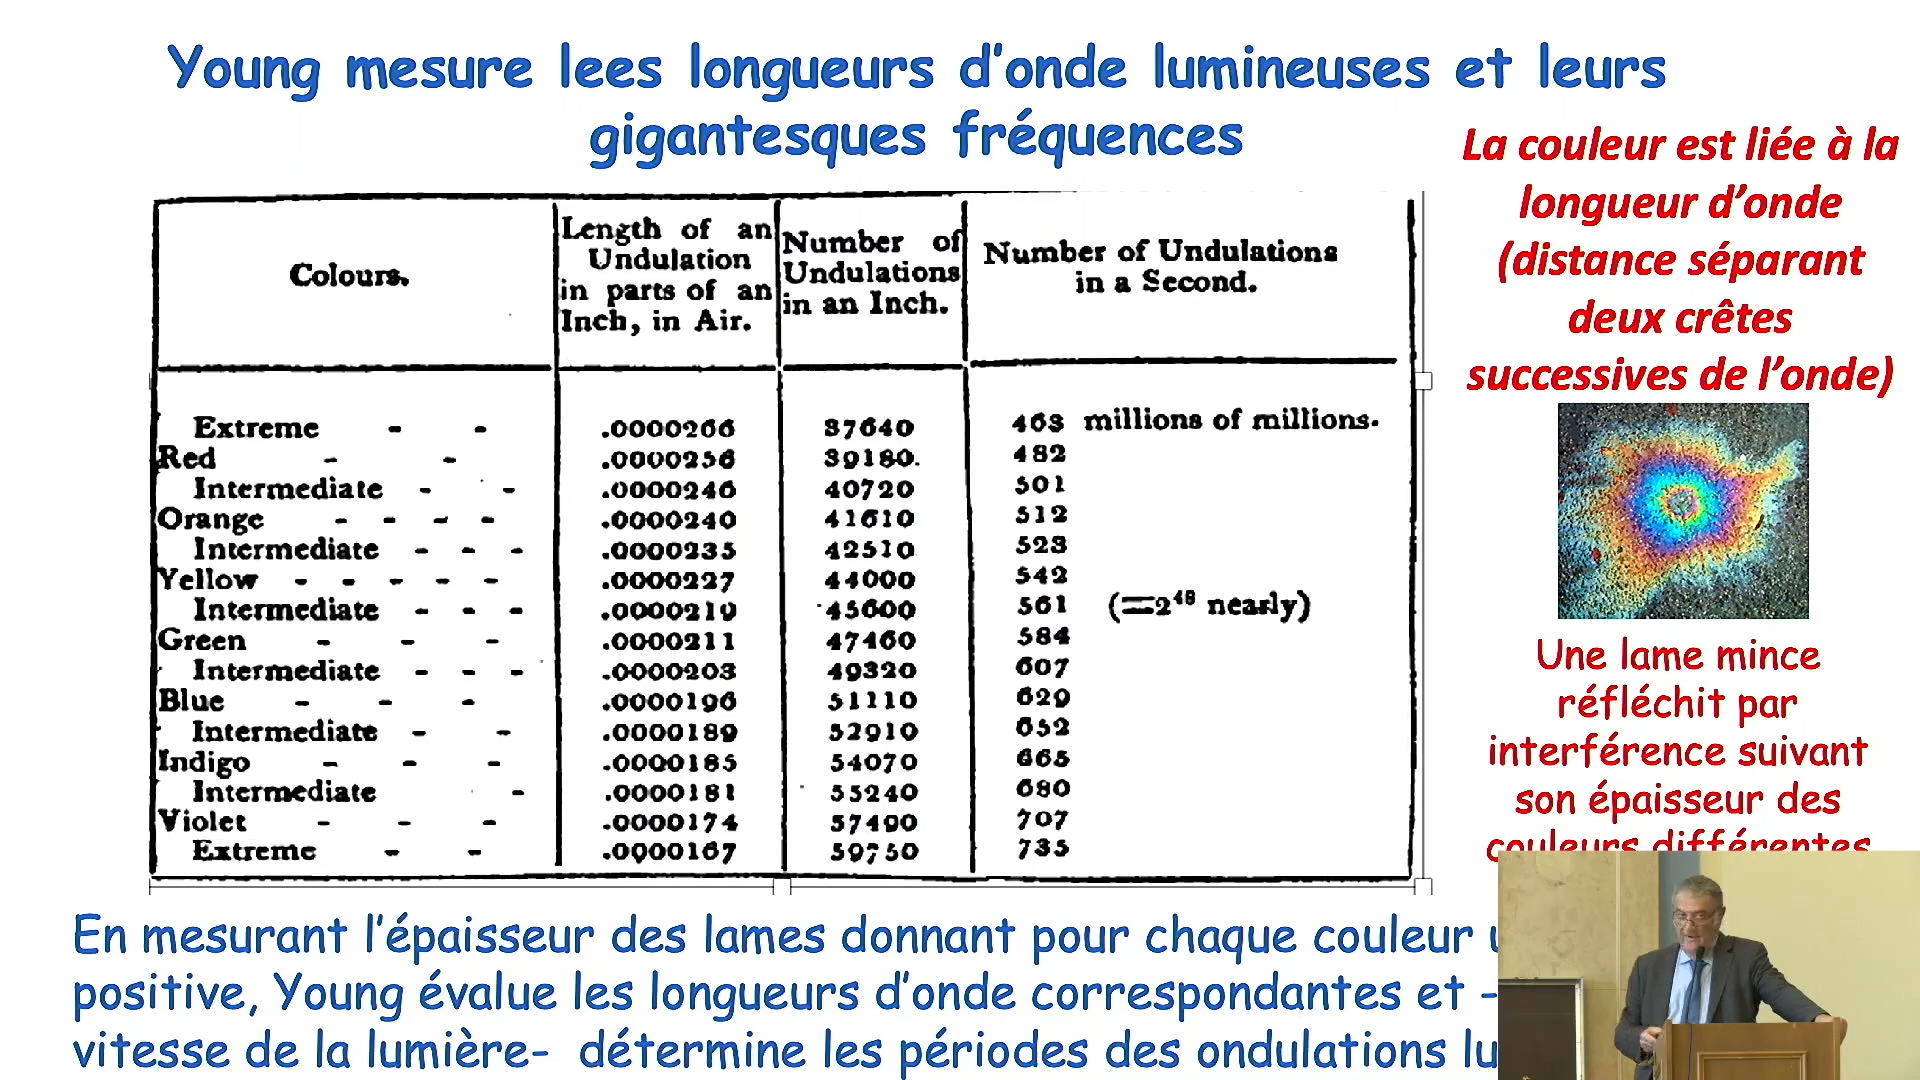 Young mesure lees longueurs d'onde lumineuses et leurs
gigantesques fréquences
La couleur est liée à la
longueur d'onde
(distance séparant
deux crêtes
successives de l'onde)
Colours.
Length of an
Undulation
in parts of an
Inch, in Air.
Number of
Undulations
in an Inch.
Number of Undulations
in a Second.
Extreme - - .0000266 37640 463 millions of millions.
Red - - .0000256 39180. 482
Intermediate - - .0000246 40720 501
Orange - - - - .0000240 41610 512
Intermediate - - - .0000235 42510 523
Yellow - - - - - .0000227 44000 542
Intermediate - - - .0000219 45600 561 (=2⁴⁸ nearly)
Green - - - .0000211 47460 584
Intermediate - - - .0000203 49320 607
Blue - - - .0000196 51110 629
Intermediate - - .0000189 52910 652
Indigo - - - .0000185 54070 665
Intermediate - .0000181 55240 680
Violet - - - .0000174 57490 707
Extreme - - .0000167 59750 735
Une lame mince
réfléchit par
interférence suivant
son épaisseur des
couleurs différentes
En mesurant l'épaisseur des lames donnant pour chaque couleur
positive, Young évalue les longueurs d'onde correspondantes et -
vitesse de la lumière- détermine les périodes des ondulations